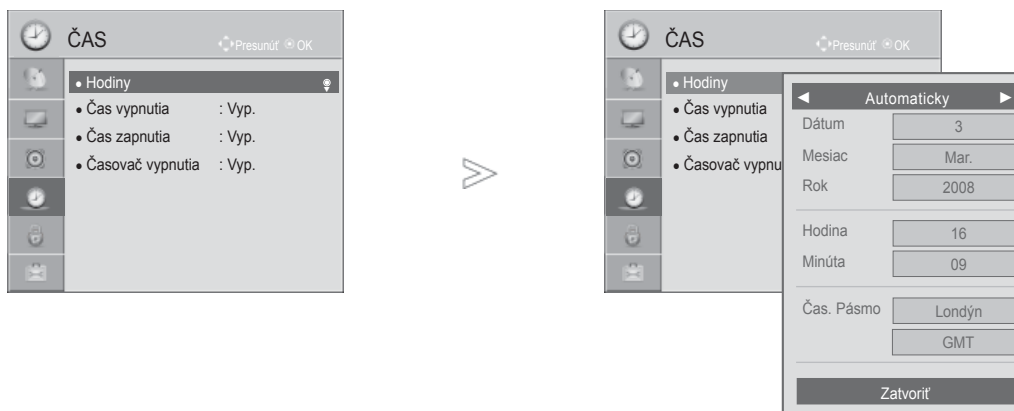 ČAS
Presunúť OK
• Hodiny
• Čas vypnutia : Vyp.
• Čas zapnutia : Vyp.
• Časovač vypnutia : Vyp.
ČAS
Presunúť OK
• Hodiny
• Čas vypnutia
• Čas zapnutia
• Časovač vypnu
◄ Automaticky ►
Dátum 3
Mesiac Mar.
Rok 2008
Hodina 16
Minúta 09
Čas. Pásmo Londýn
GMT
Zatvoriť